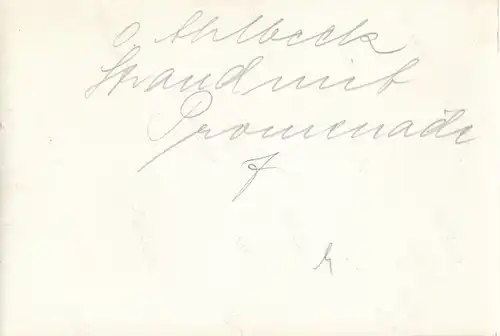 Ahlbeck
Strand mit
Promenade
7